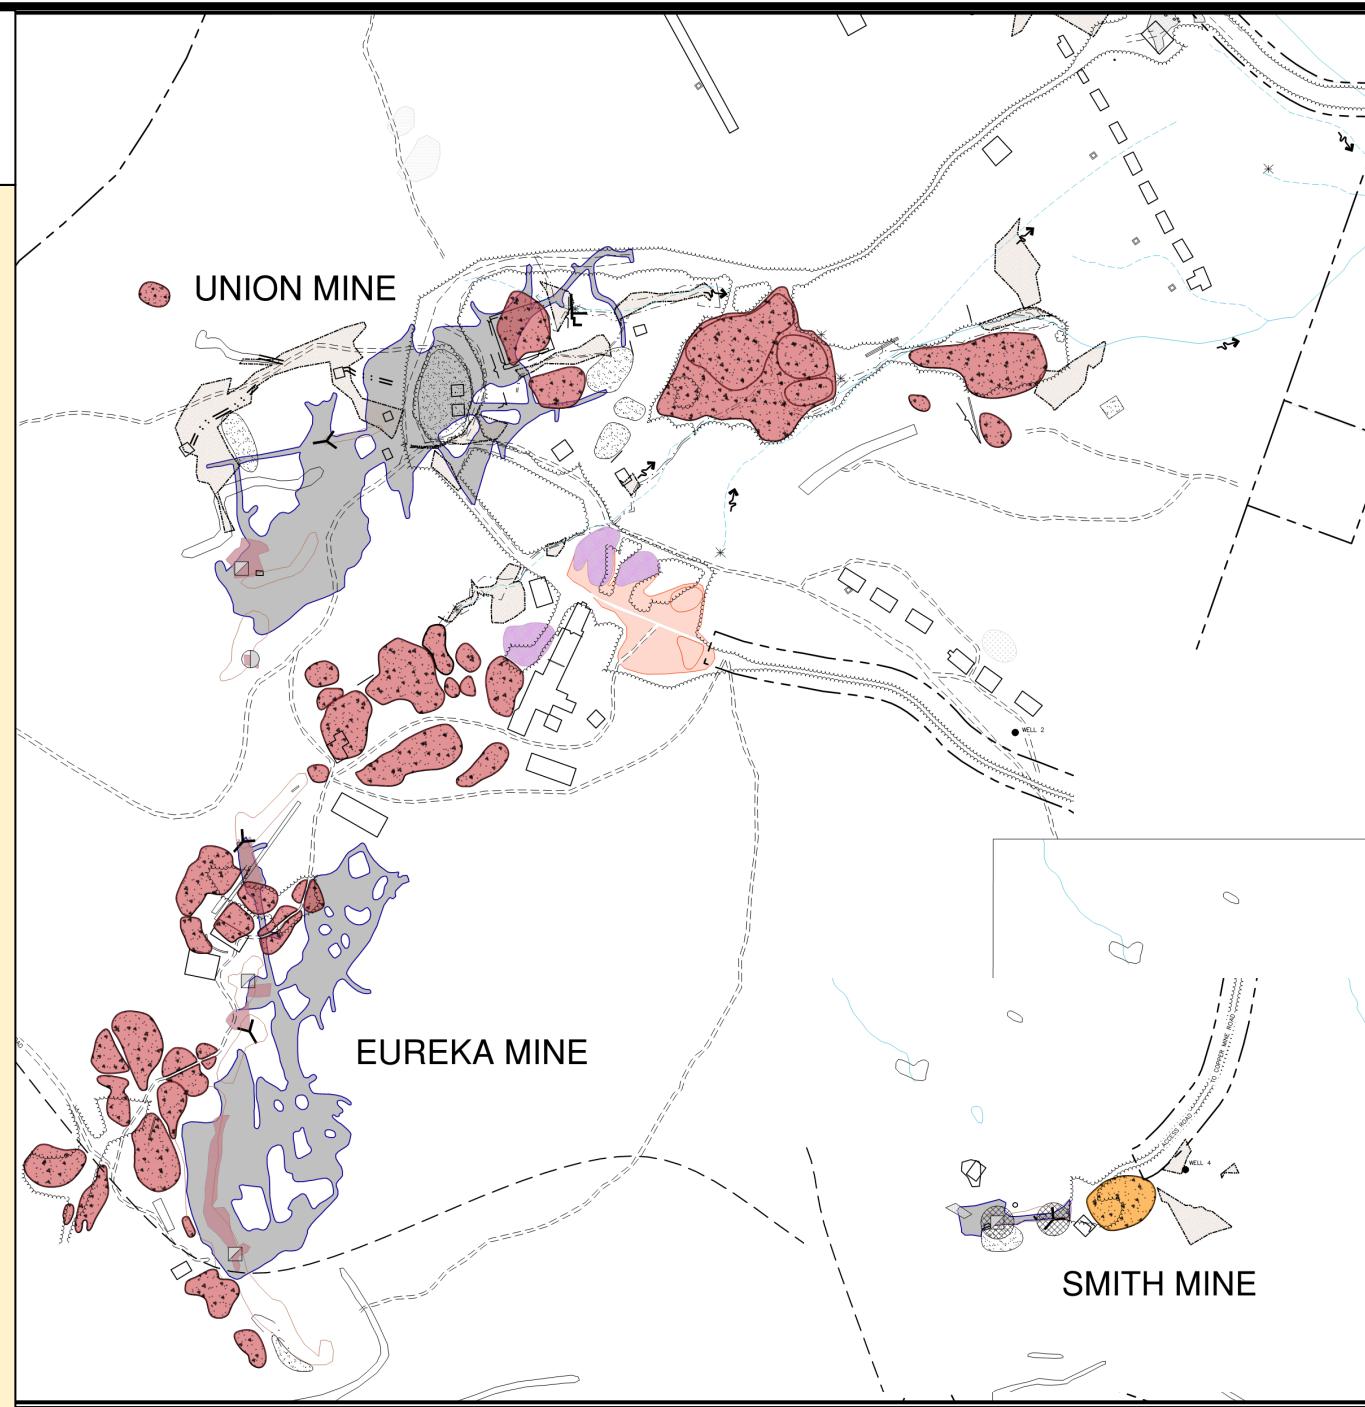 UNION MINE
WELL 2
EUREKA MINE
ACCESS ROAD TO COPPER MINE ROAD
WELL 4
SMITH MINE